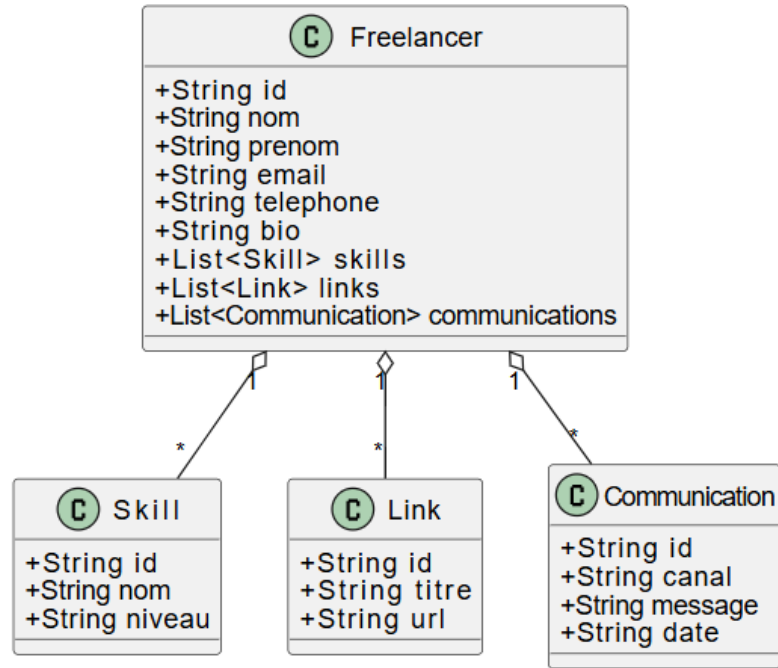 C Freelancer
+String id
+String nom
+String prenom
+String email
+String telephone
+String bio
+List<Skill> skills
+List<Link> links
+List<Communication> communications
1 1 1
* * *
C Skill
+String id
+String nom
+String niveau
C Link
+String id
+String titre
+String url
C Communication
+String id
+String canal
+String message
+String date